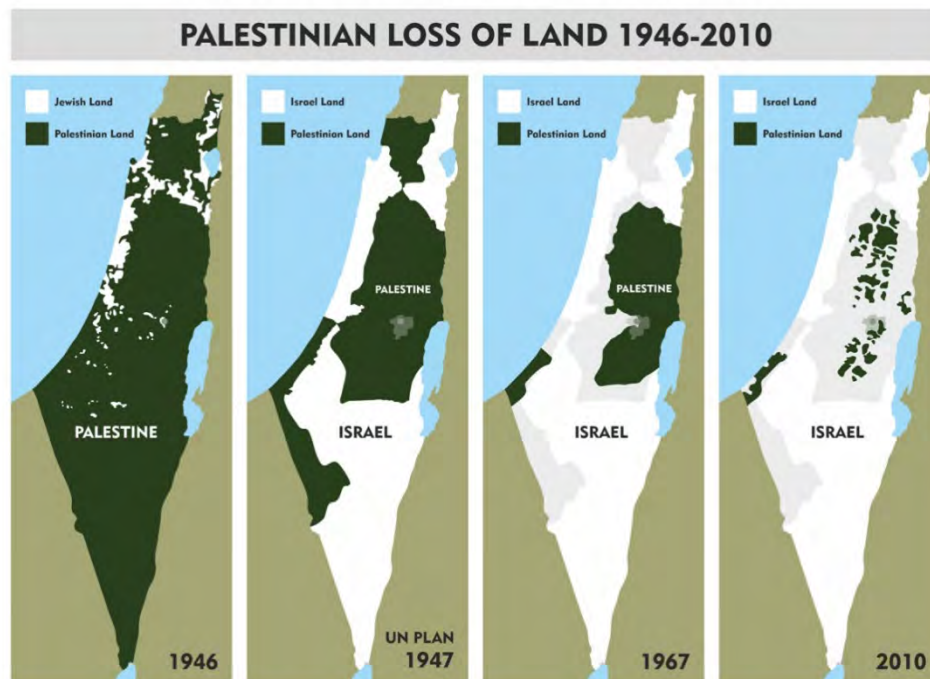 PALESTINIAN LOSS OF LAND 1946-2010
Jewish Land
Palestinian Land
PALESTINE
1946
Israel Land
Palestinian Land
PALESTINE
ISRAEL
UN PLAN
1947
Israel Land
Palestinian Land
PALESTINE
ISRAEL
1967
Israel Land
Palestinian Land
ISRAEL
2010